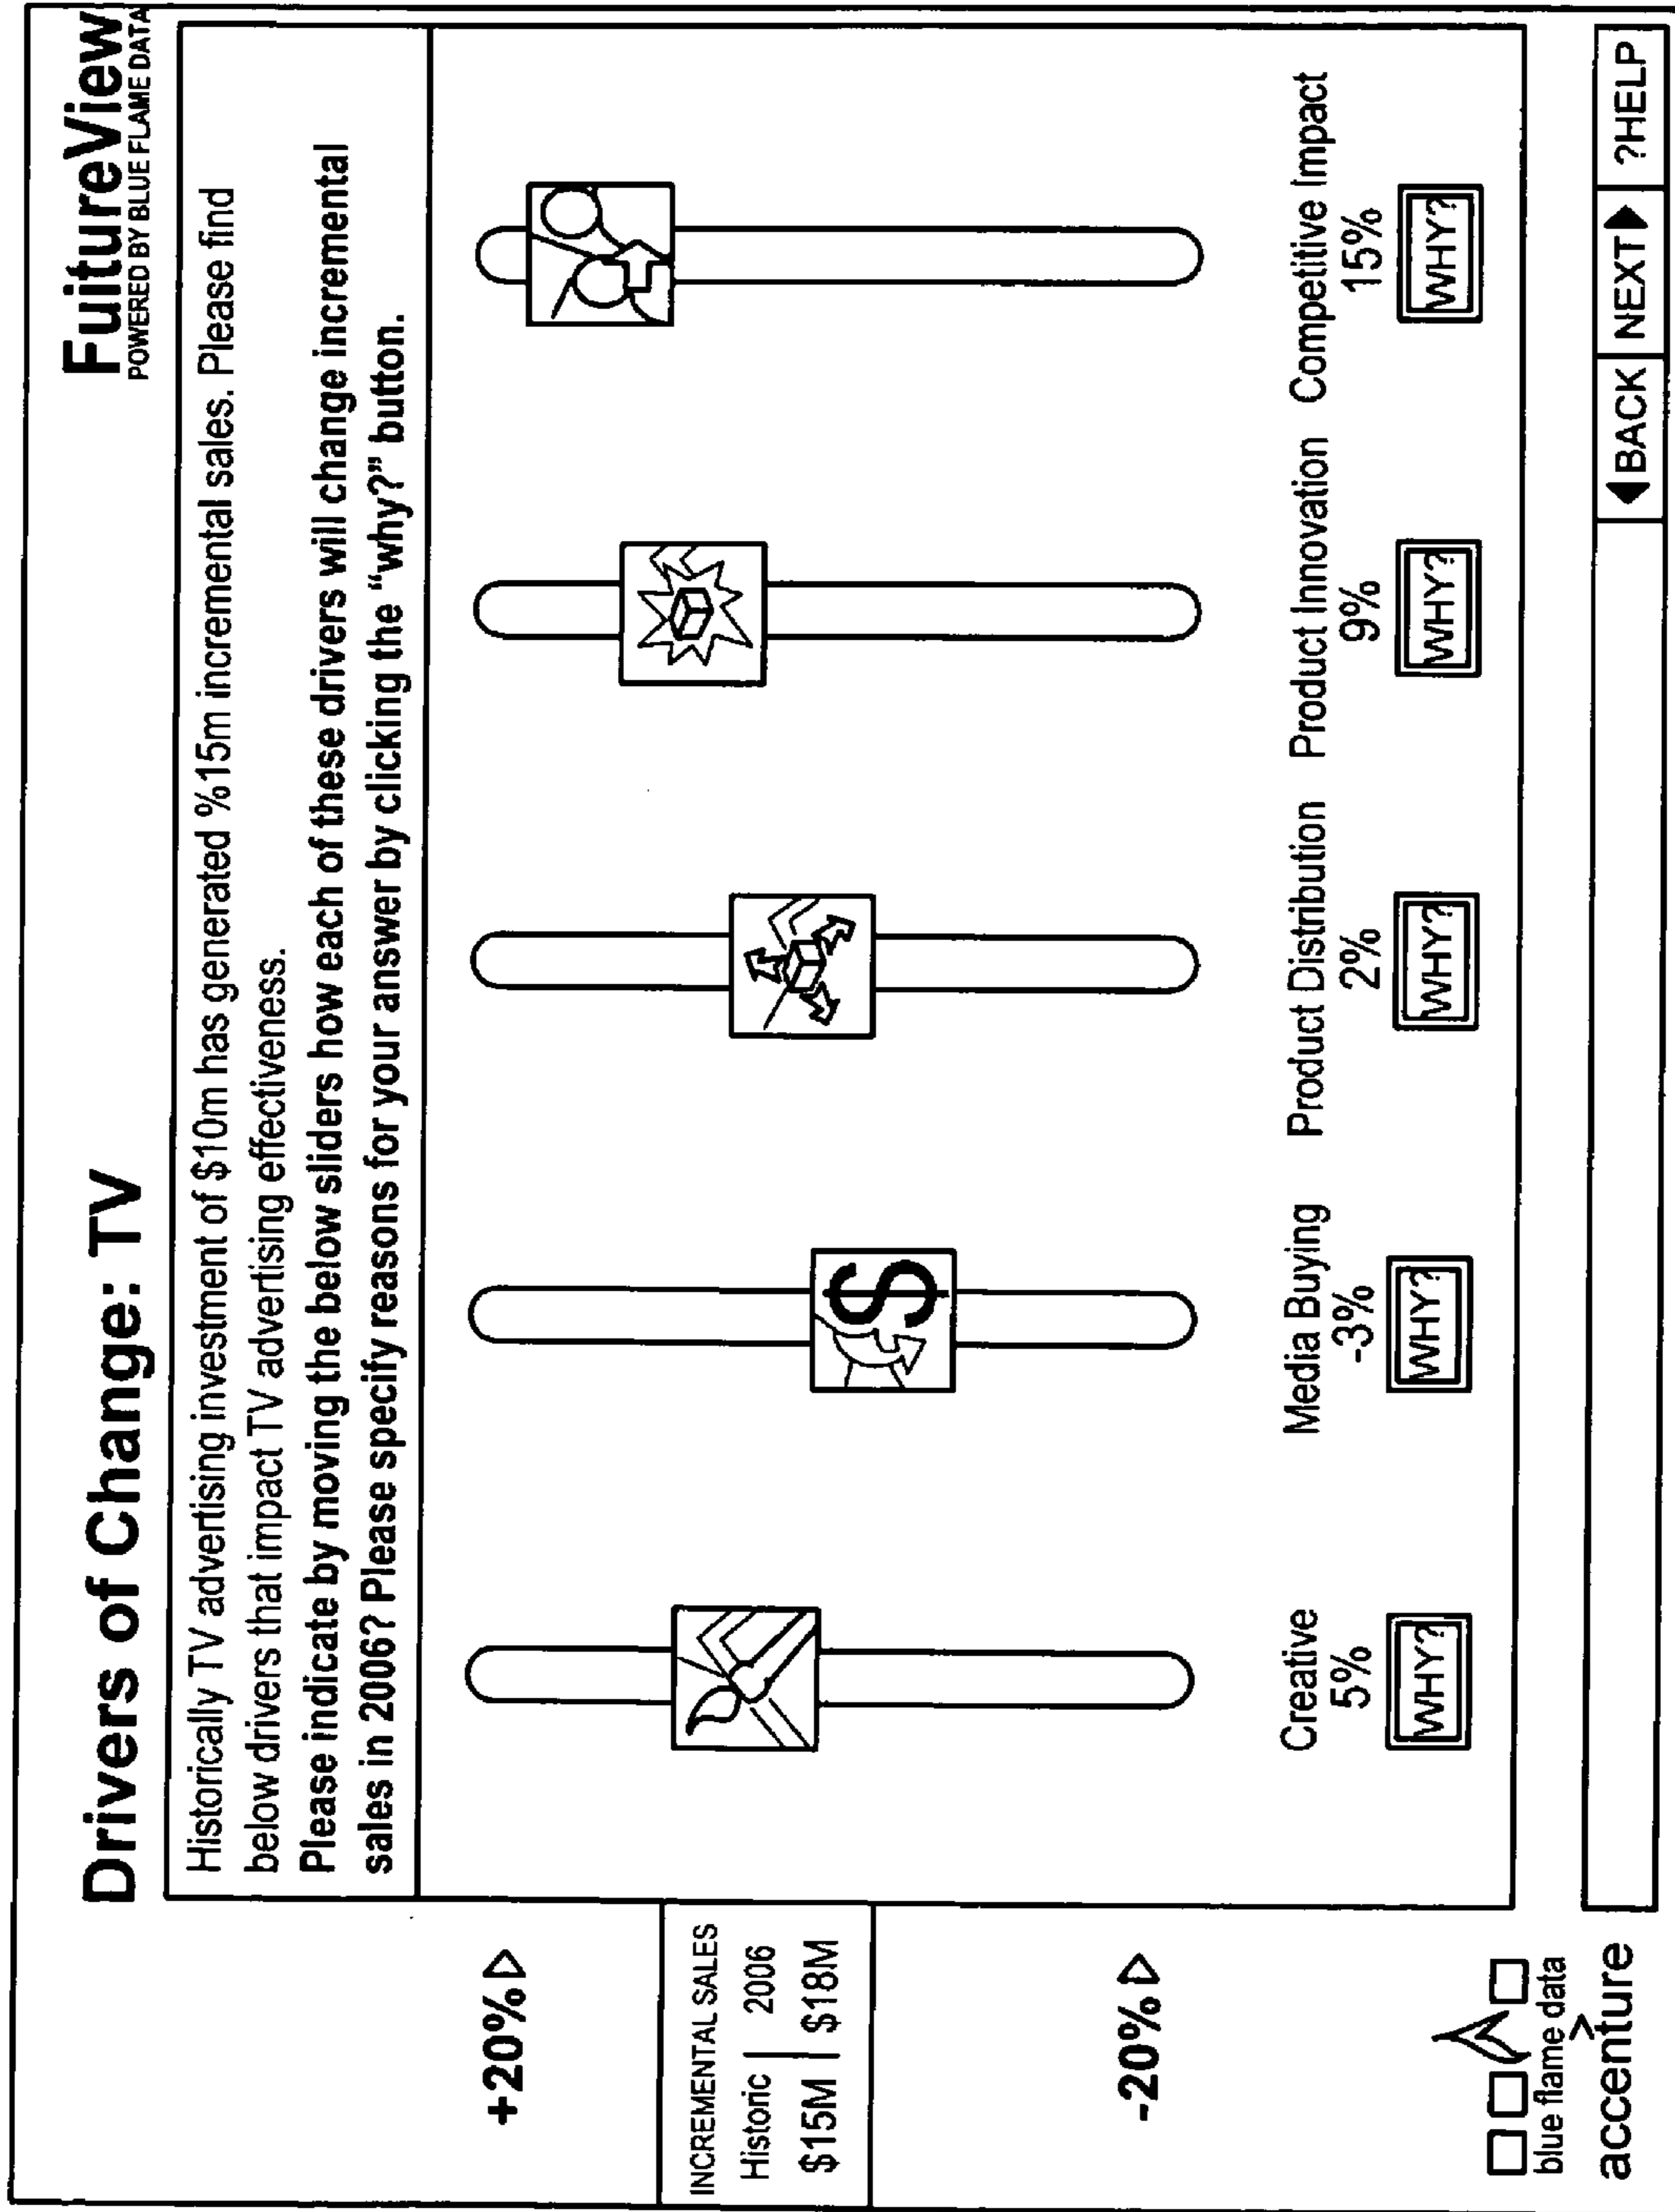 Drivers of Change: TV
FuitureView
POWERED BY BLUE FLAME DATA
Historically TV advertising investment of $10m has generated %15m incremental sales. Please find
below drivers that impact TV advertising effectiveness.
Please indicate by moving the below sliders how each of these drivers will change incremental
sales in 2006? Please specify reasons for your answer by clicking the “why?” button.
+20%
INCREMENTAL SALES
Historic | 2006
$15M | $18M
-20%
$
Creative
5%
WHY?
Media Buying
-3%
WHY?
Product Distribution
2%
WHY?
Product Innovation
9%
WHY?
Competitive Impact
15%
WHY?
blue flame data
accenture
BACK
NEXT
?HELP